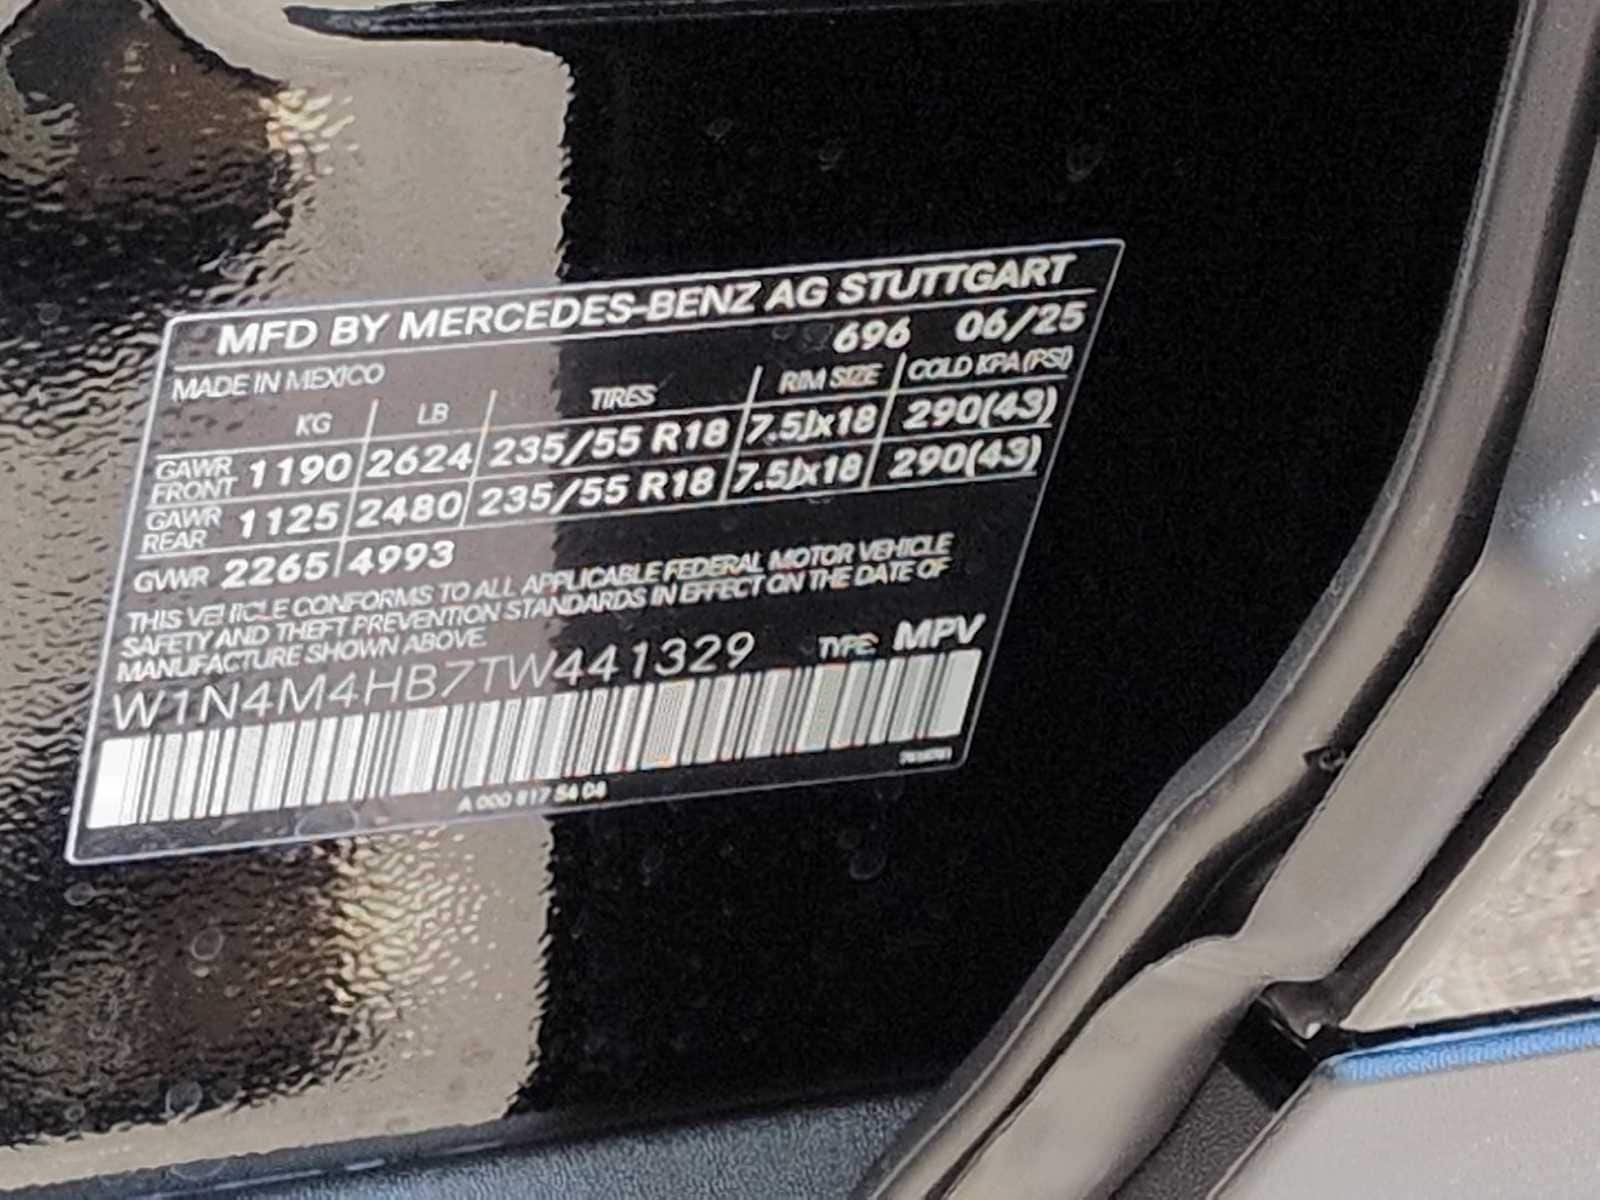 MFD BY MERCEDES-BENZ AG STUTTGART
696 06/25
MADE IN MEXICO
KG LB TIRES RIM SIZE COLD KPA (PSI)
GAWR FRONT 1190 2624 235/55 R18 7.5Jx18 290(43)
GAWR REAR 1125 2480 235/55 R18 7.5Jx18 290(43)
GVWR 2265 4993
THIS VEHICLE CONFORMS TO ALL APPLICABLE FEDERAL MOTOR VEHICLE
SAFETY AND THEFT PREVENTION STANDARDS IN EFFECT ON THE DATE OF
MANUFACTURE SHOWN ABOVE.
W1N4M4HB7TW441329 TYPE: MPV
A 000 817 54 04